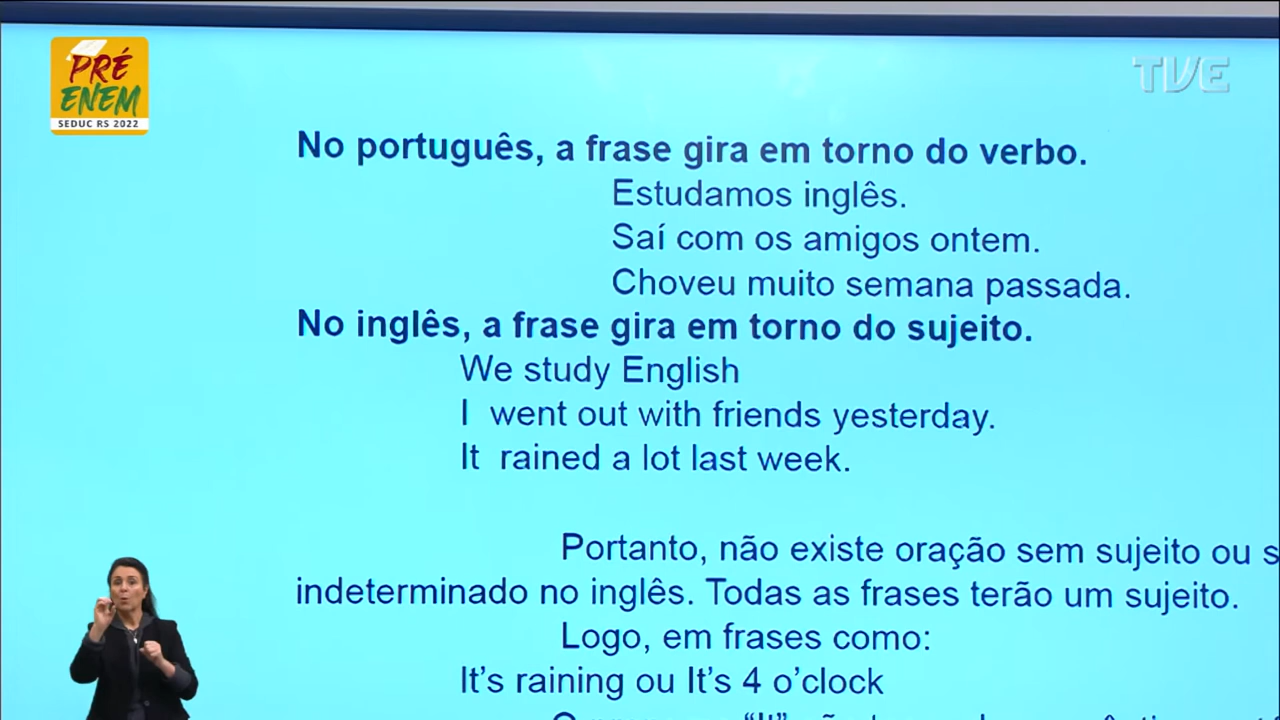 PRÉ
ENEM
SEDUC RS 2022
TVE
No português, a frase gira em torno do verbo.
Estudamos inglês.
Saí com os amigos ontem.
Choveu muito semana passada.
No inglês, a frase gira em torno do sujeito.
We study English
I went out with friends yesterday.
It rained a lot last week.
Portanto, não existe oração sem sujeito ou s
indeterminado no inglês. Todas as frases terão um sujeito.
Logo, em frases como:
It's raining ou It's 4 o'clock
"It"